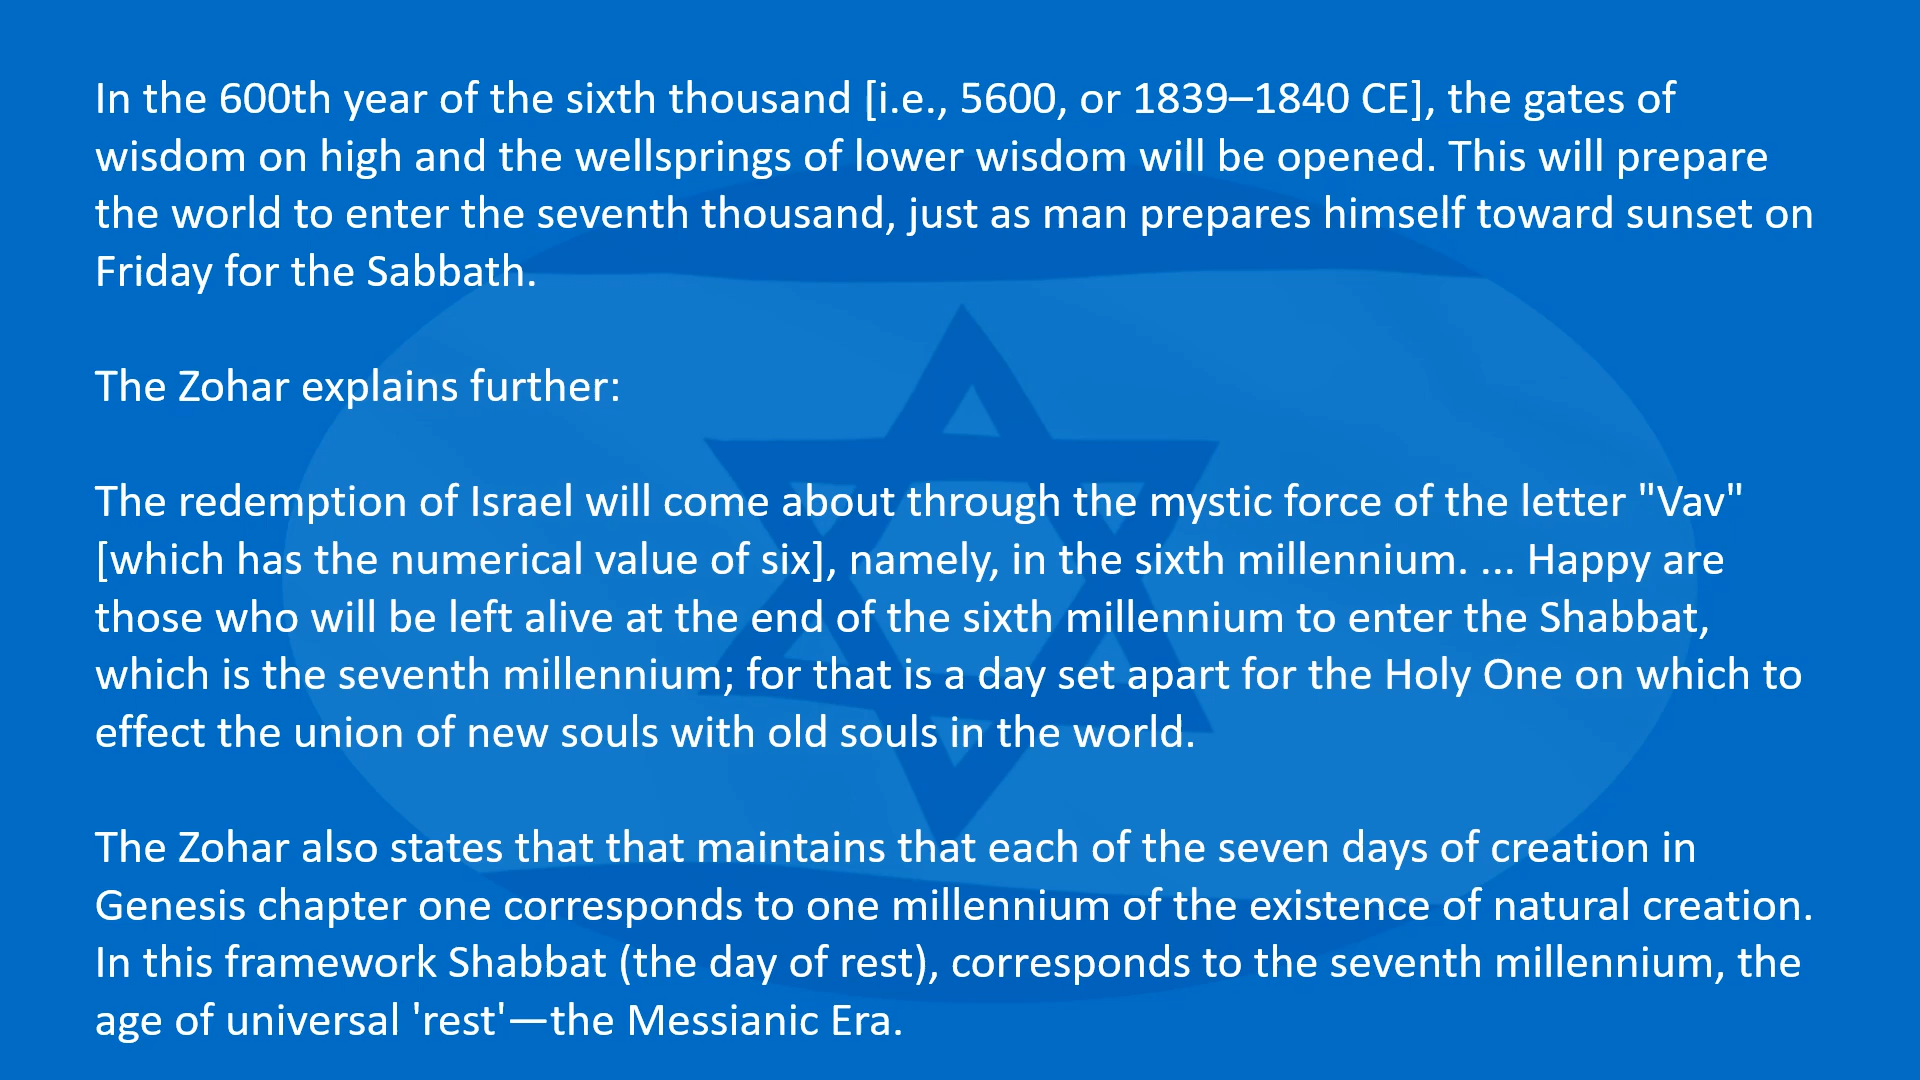 In the 600th year of the sixth thousand [i.e., 5600, or 1839–1840 CE], the gates of
wisdom on high and the wellsprings of lower wisdom will be opened. This will prepare
the world to enter the seventh thousand, just as man prepares himself toward sunset on
Friday for the Sabbath.
The Zohar explains further:
The redemption of Israel will come about through the mystic force of the letter "Vav"
[which has the numerical value of six], namely, in the sixth millennium. ... Happy are
those who will be left alive at the end of the sixth millennium to enter the Shabbat,
which is the seventh millennium; for that is a day set apart for the Holy One on which to
effect the union of new souls with old souls in the world.
The Zohar also states that that maintains that each of the seven days of creation in
Genesis chapter one corresponds to one millennium of the existence of natural creation.
In this framework Shabbat (the day of rest), corresponds to the seventh millennium, the
age of universal 'rest'—the Messianic Era.